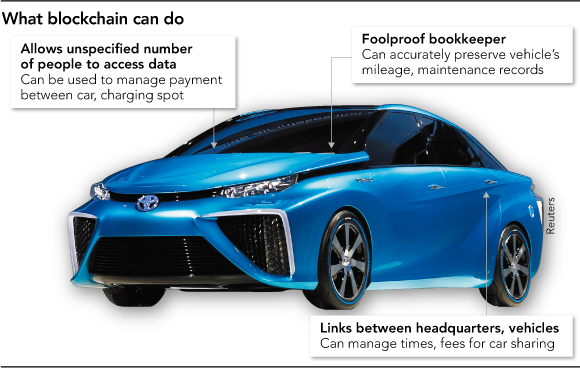 What blockchain can do
Allows unspecified number
of people to access data
Can be used to manage payment
between car, charging spot
Foolproof bookkeeper
Can accurately preserve vehicle's
mileage, maintenance records
Reuters
Links between headquarters, vehicles
Can manage times, fees for car sharing